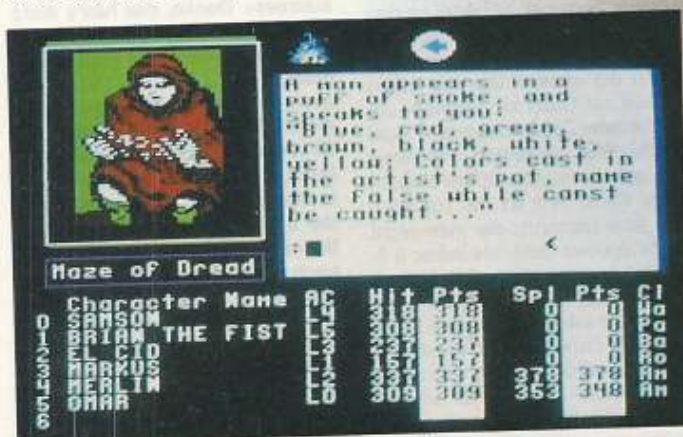 A man appears in a
puff of smoke, and
speaks to you:
"Blue, red, green,
brown, black, white,
yellow; Colors cast in
the artist's pot, name
the false while canst
be caught..."
:
<
Maze of Dread
Character Name AC Hit Pts Spl Pts Cl
0
1 SAMSON L4 318 318 0 0 Wa
2 BRIAN THE FIST L5 308 308 0 0 Pa
3 EL CID L3 237 237 0 0 Ba
4 MARKUS L1 157 157 0 0 Ro
5 MERLIN L2 337 337 378 378 Am
6 OMAR L0 309 309 353 348 Am